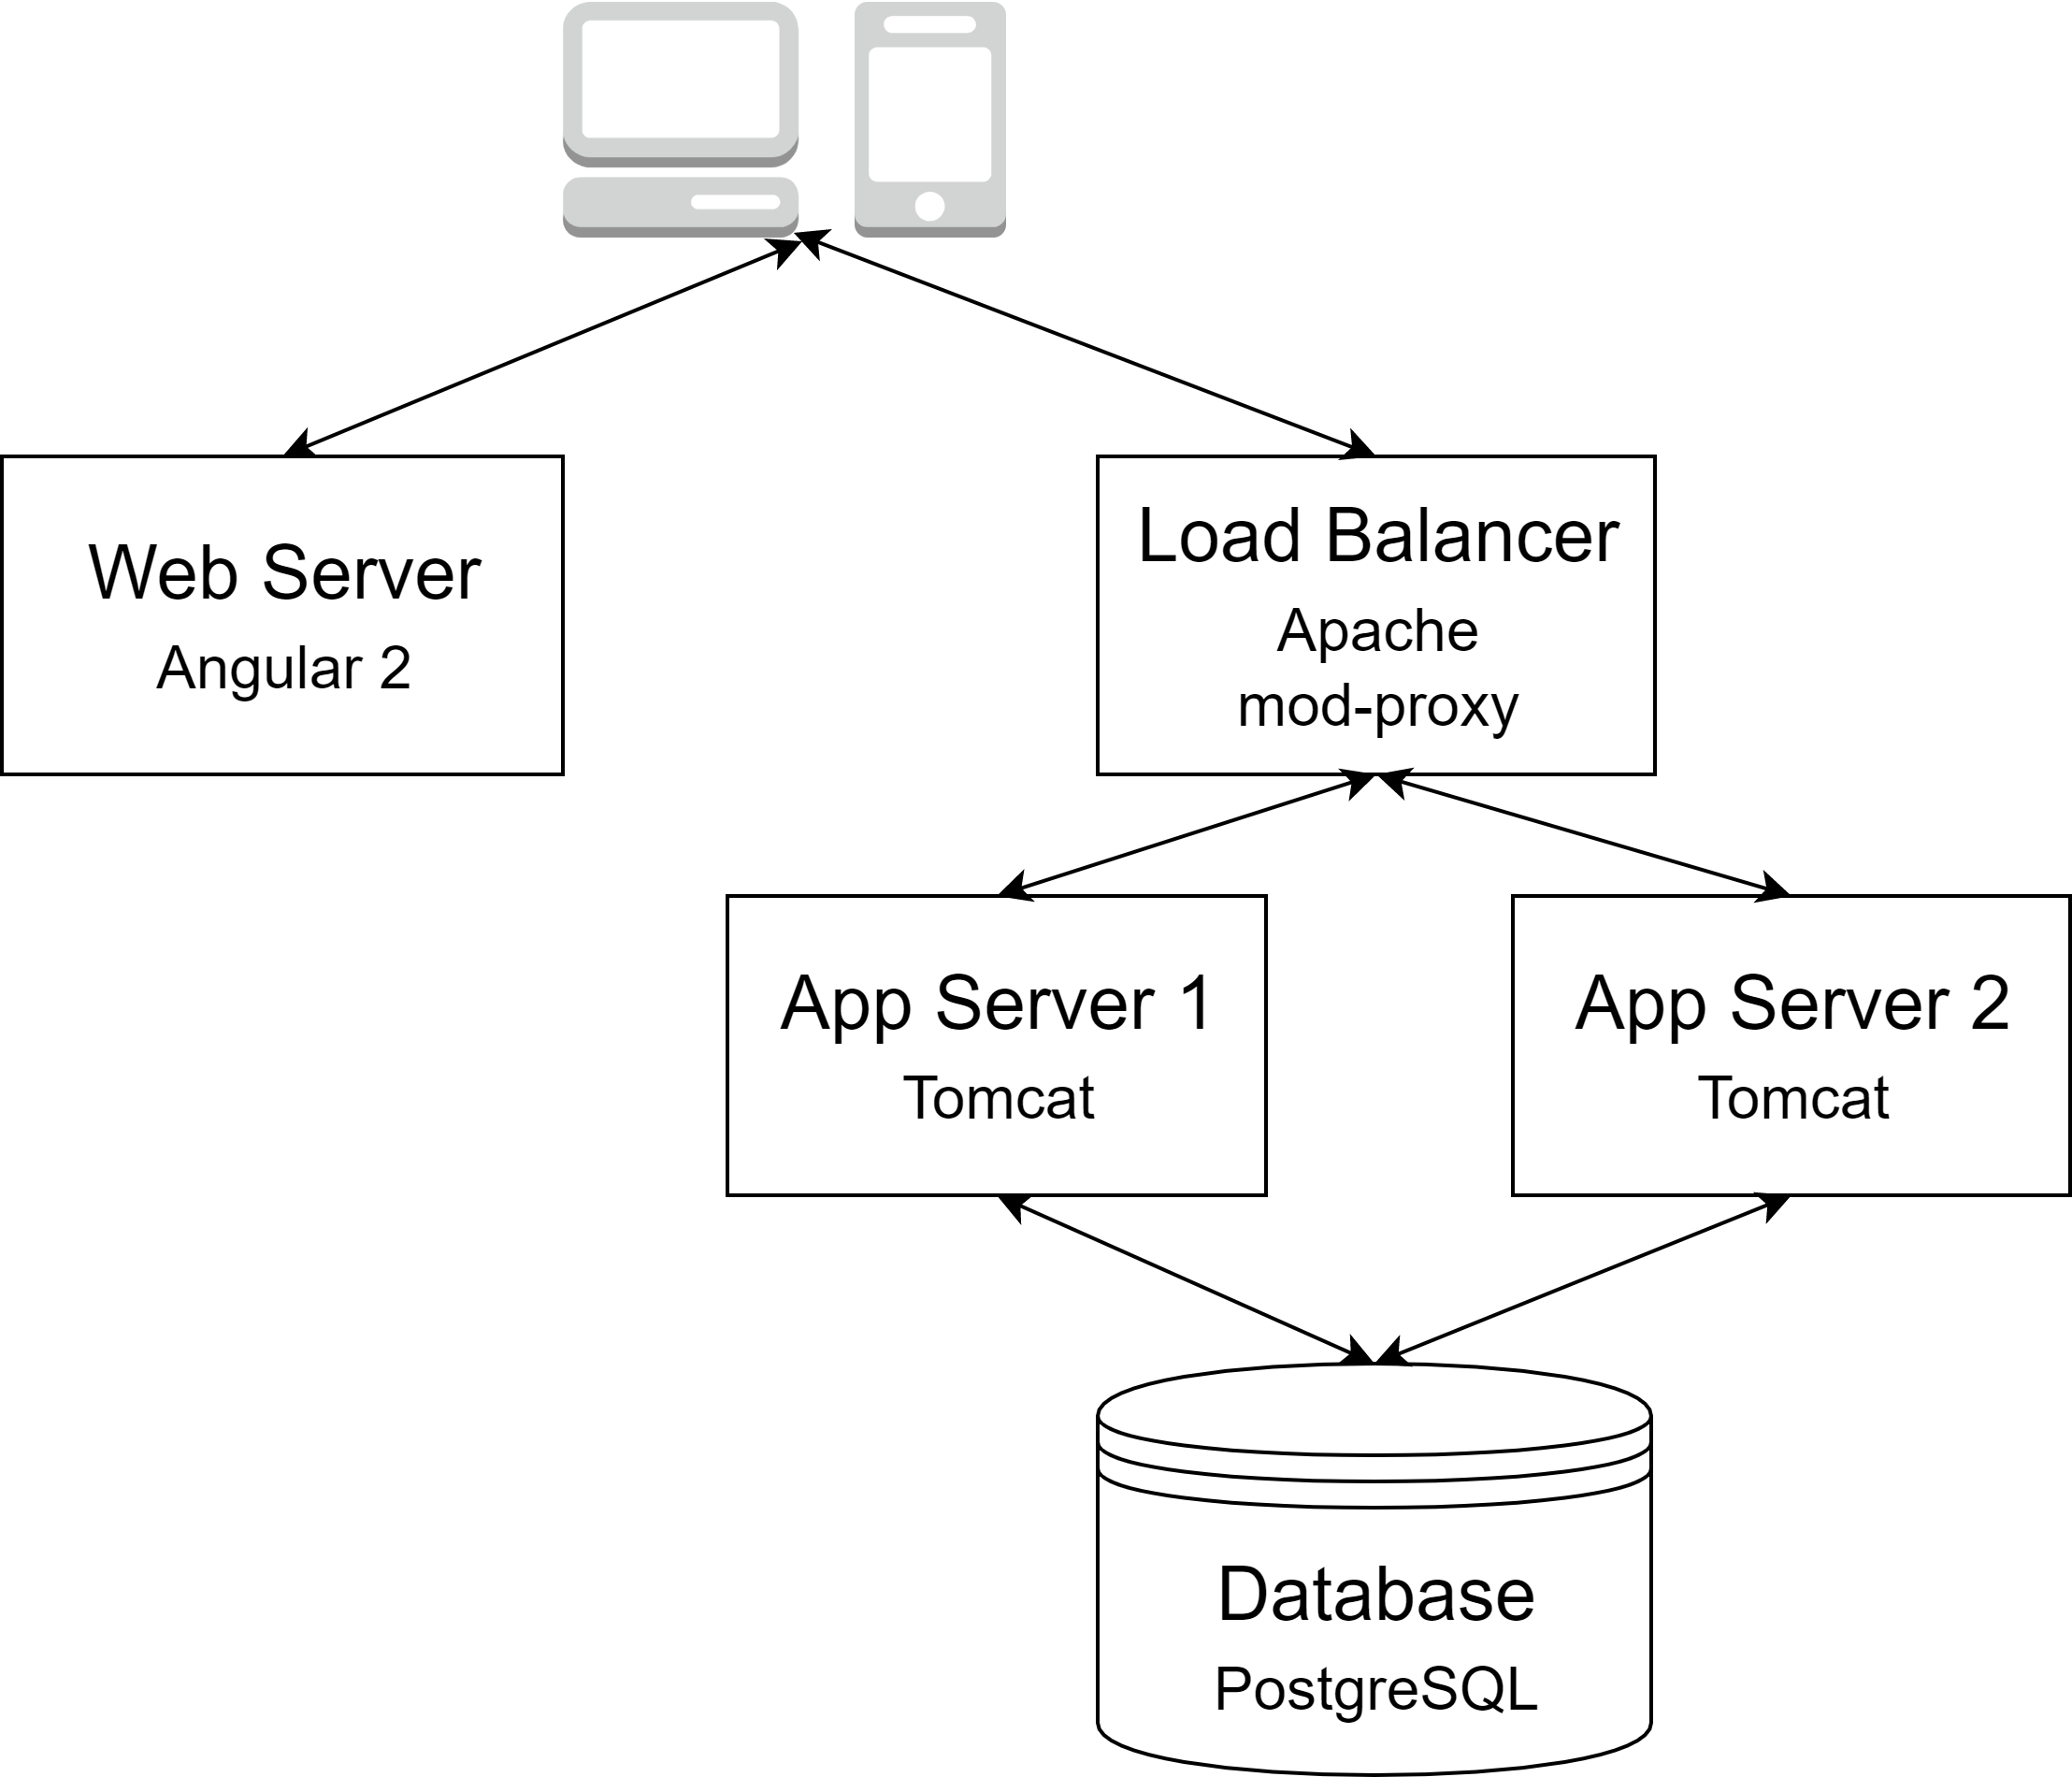 Web Server
Angular 2
Load Balancer
Apache
mod-proxy
App Server 1
Tomcat
App Server 2
Tomcat
Database
PostgreSQL